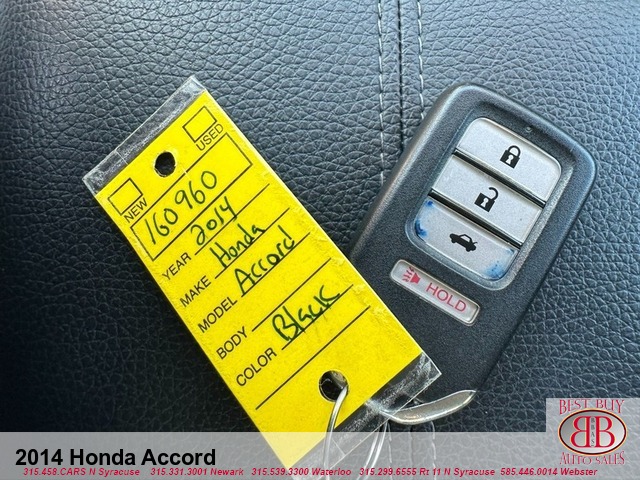 NEW
USED
160960
YEAR 2014
MAKE Honda
MODEL Accord
BODY
COLOR Black
HOLD
BEST BUY
BB
AUTO SALES
2014 Honda Accord
315.458.CARS N Syracuse 315.331.3001 Newark 315.539.3300 Waterloo 315.299.6555 Rt 11 N Syracuse 585.446.0014 Webster